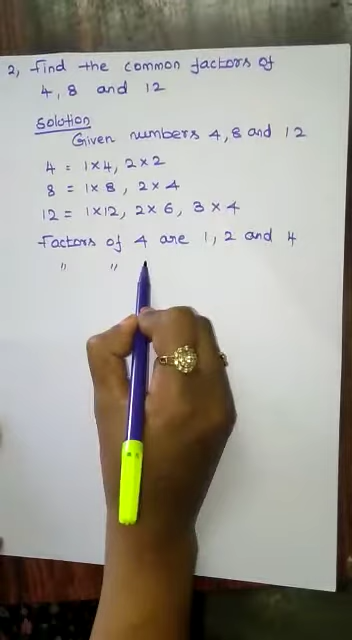 2, Find the common factors of
4, 8 and 12
Solotion
Given numbers 4, 8 and 12
4 = 1×4, 2×2
8 = 1×8, 2×4
12 = 1×12, 2×6, 3×4
Factors of 4 are 1, 2 and 4
" "